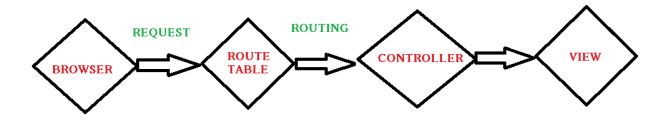 REQUEST
ROUTING
BROWSER
ROUTE
TABLE
CONTROLLER
VIEW